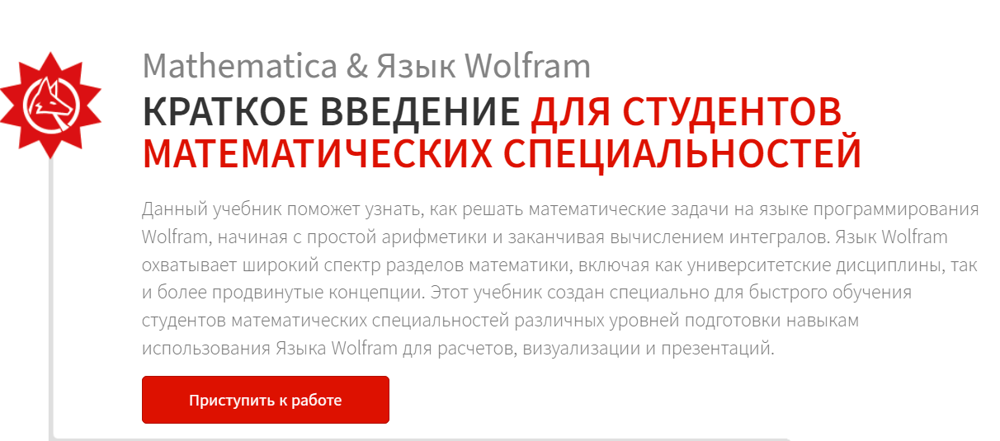 Mathematica & Язык Wolfram
КРАТКОЕ ВВЕДЕНИЕ ДЛЯ СТУДЕНТОВ
МАТЕМАТИЧЕСКИХ СПЕЦИАЛЬНОСТЕЙ
Данный учебник поможет узнать, как решать математические задачи на языке программирования
Wolfram, начиная с простой арифметики и заканчивая вычислением интегралов. Язык Wolfram
охватывает широкий спектр разделов математики, включая как университетские дисциплины, так
и более продвинутые концепции. Этот учебник создан специально для быстрого обучения
студентов математических специальностей различных уровней подготовки навыкам
использования Языка Wolfram для расчетов, визуализации и презентаций.
Приступить к работе